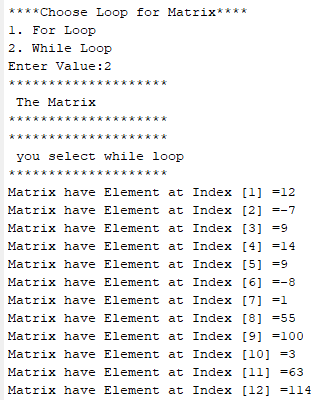 ****Choose Loop for Matrix****
1. For Loop
2. While Loop
Enter Value:2
********************
 The Matrix
********************
********************
 you select while loop
********************
Matrix have Element at Index [1] =12
Matrix have Element at Index [2] =-7
Matrix have Element at Index [3] =9
Matrix have Element at Index [4] =14
Matrix have Element at Index [5] =9
Matrix have Element at Index [6] =-8
Matrix have Element at Index [7] =1
Matrix have Element at Index [8] =55
Matrix have Element at Index [9] =100
Matrix have Element at Index [10] =3
Matrix have Element at Index [11] =63
Matrix have Element at Index [12] =114